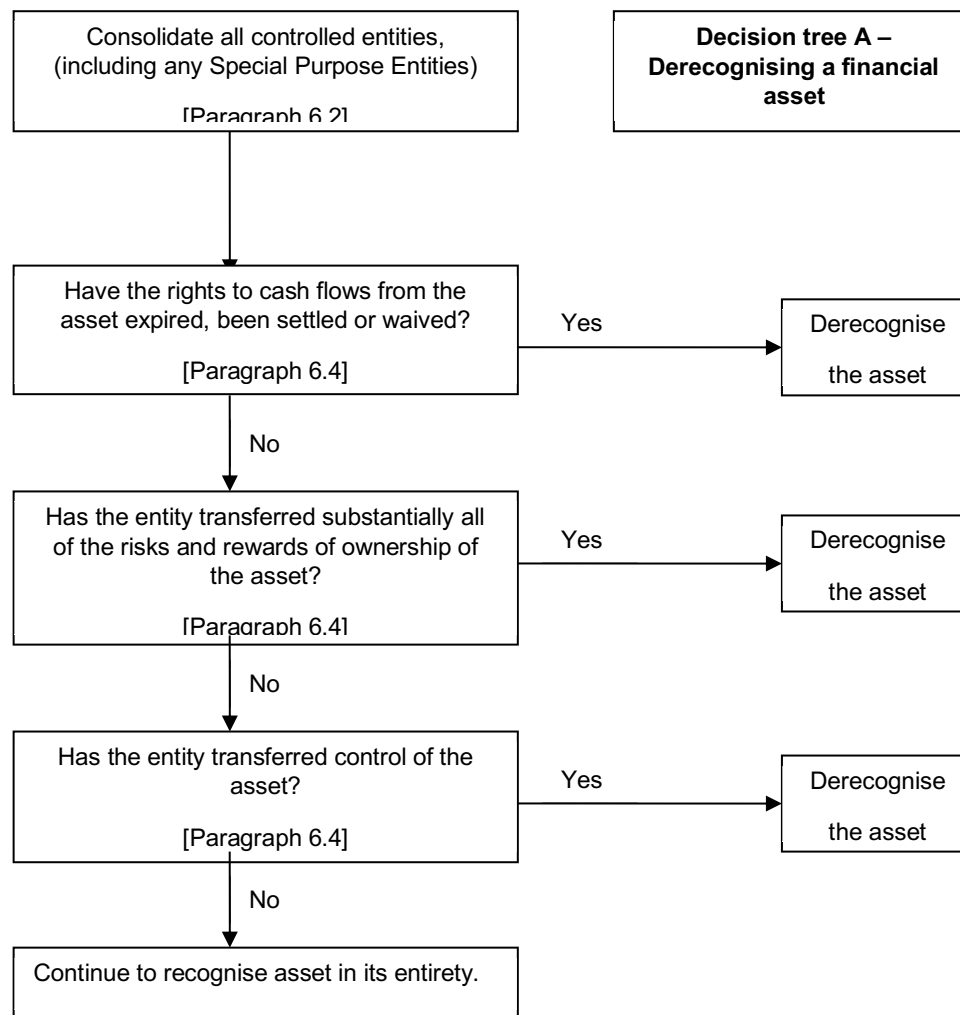 Consolidate all controlled entities,
(including any Special Purpose Entities)
[Paragraph 6.2]
Decision tree A –
Derecognising a financial
asset
Have the rights to cash flows from the
asset expired, been settled or waived?
[Paragraph 6.4]
Yes
Derecognise
the asset
No
Has the entity transferred substantially all
of the risks and rewards of ownership of
the asset?
[Paragraph 6.4]
Yes
Derecognise
the asset
No
Has the entity transferred control of the
asset?
[Paragraph 6.4]
Yes
Derecognise
the asset
No
Continue to recognise asset in its entirety.